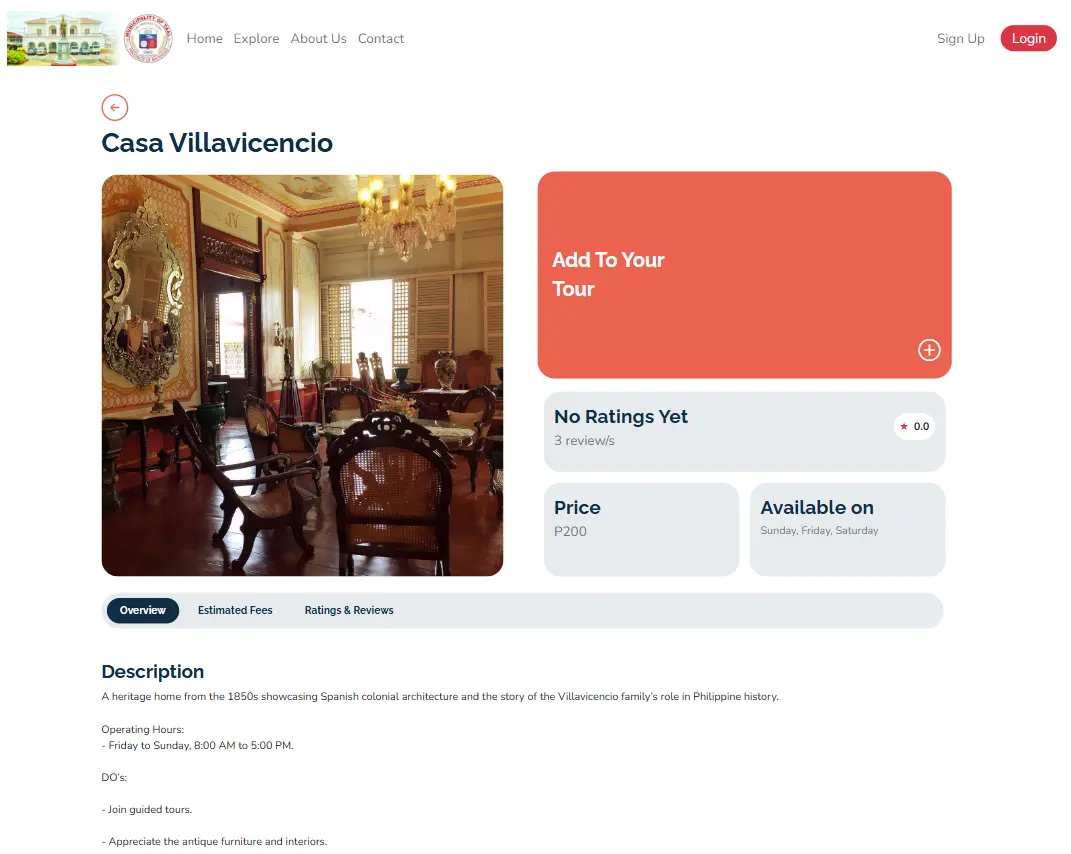 MUNICIPALITY OF TAAL
Home Explore About Us Contact
Sign Up Login
Casa Villavicencio
Add To Your
Tour
No Ratings Yet
3 review/s
★ 0.0
Price
P200
Available on
Sunday, Friday, Saturday
Overview Estimated Fees Ratings & Reviews
Description
A heritage home from the 1850s showcasing Spanish colonial architecture and the story of the Villavicencio family's role in Philippine history.
Operating Hours:
- Friday to Sunday, 8:00 AM to 5:00 PM.
DO's:
- Join guided tours.
- Appreciate the antique furniture and interiors.